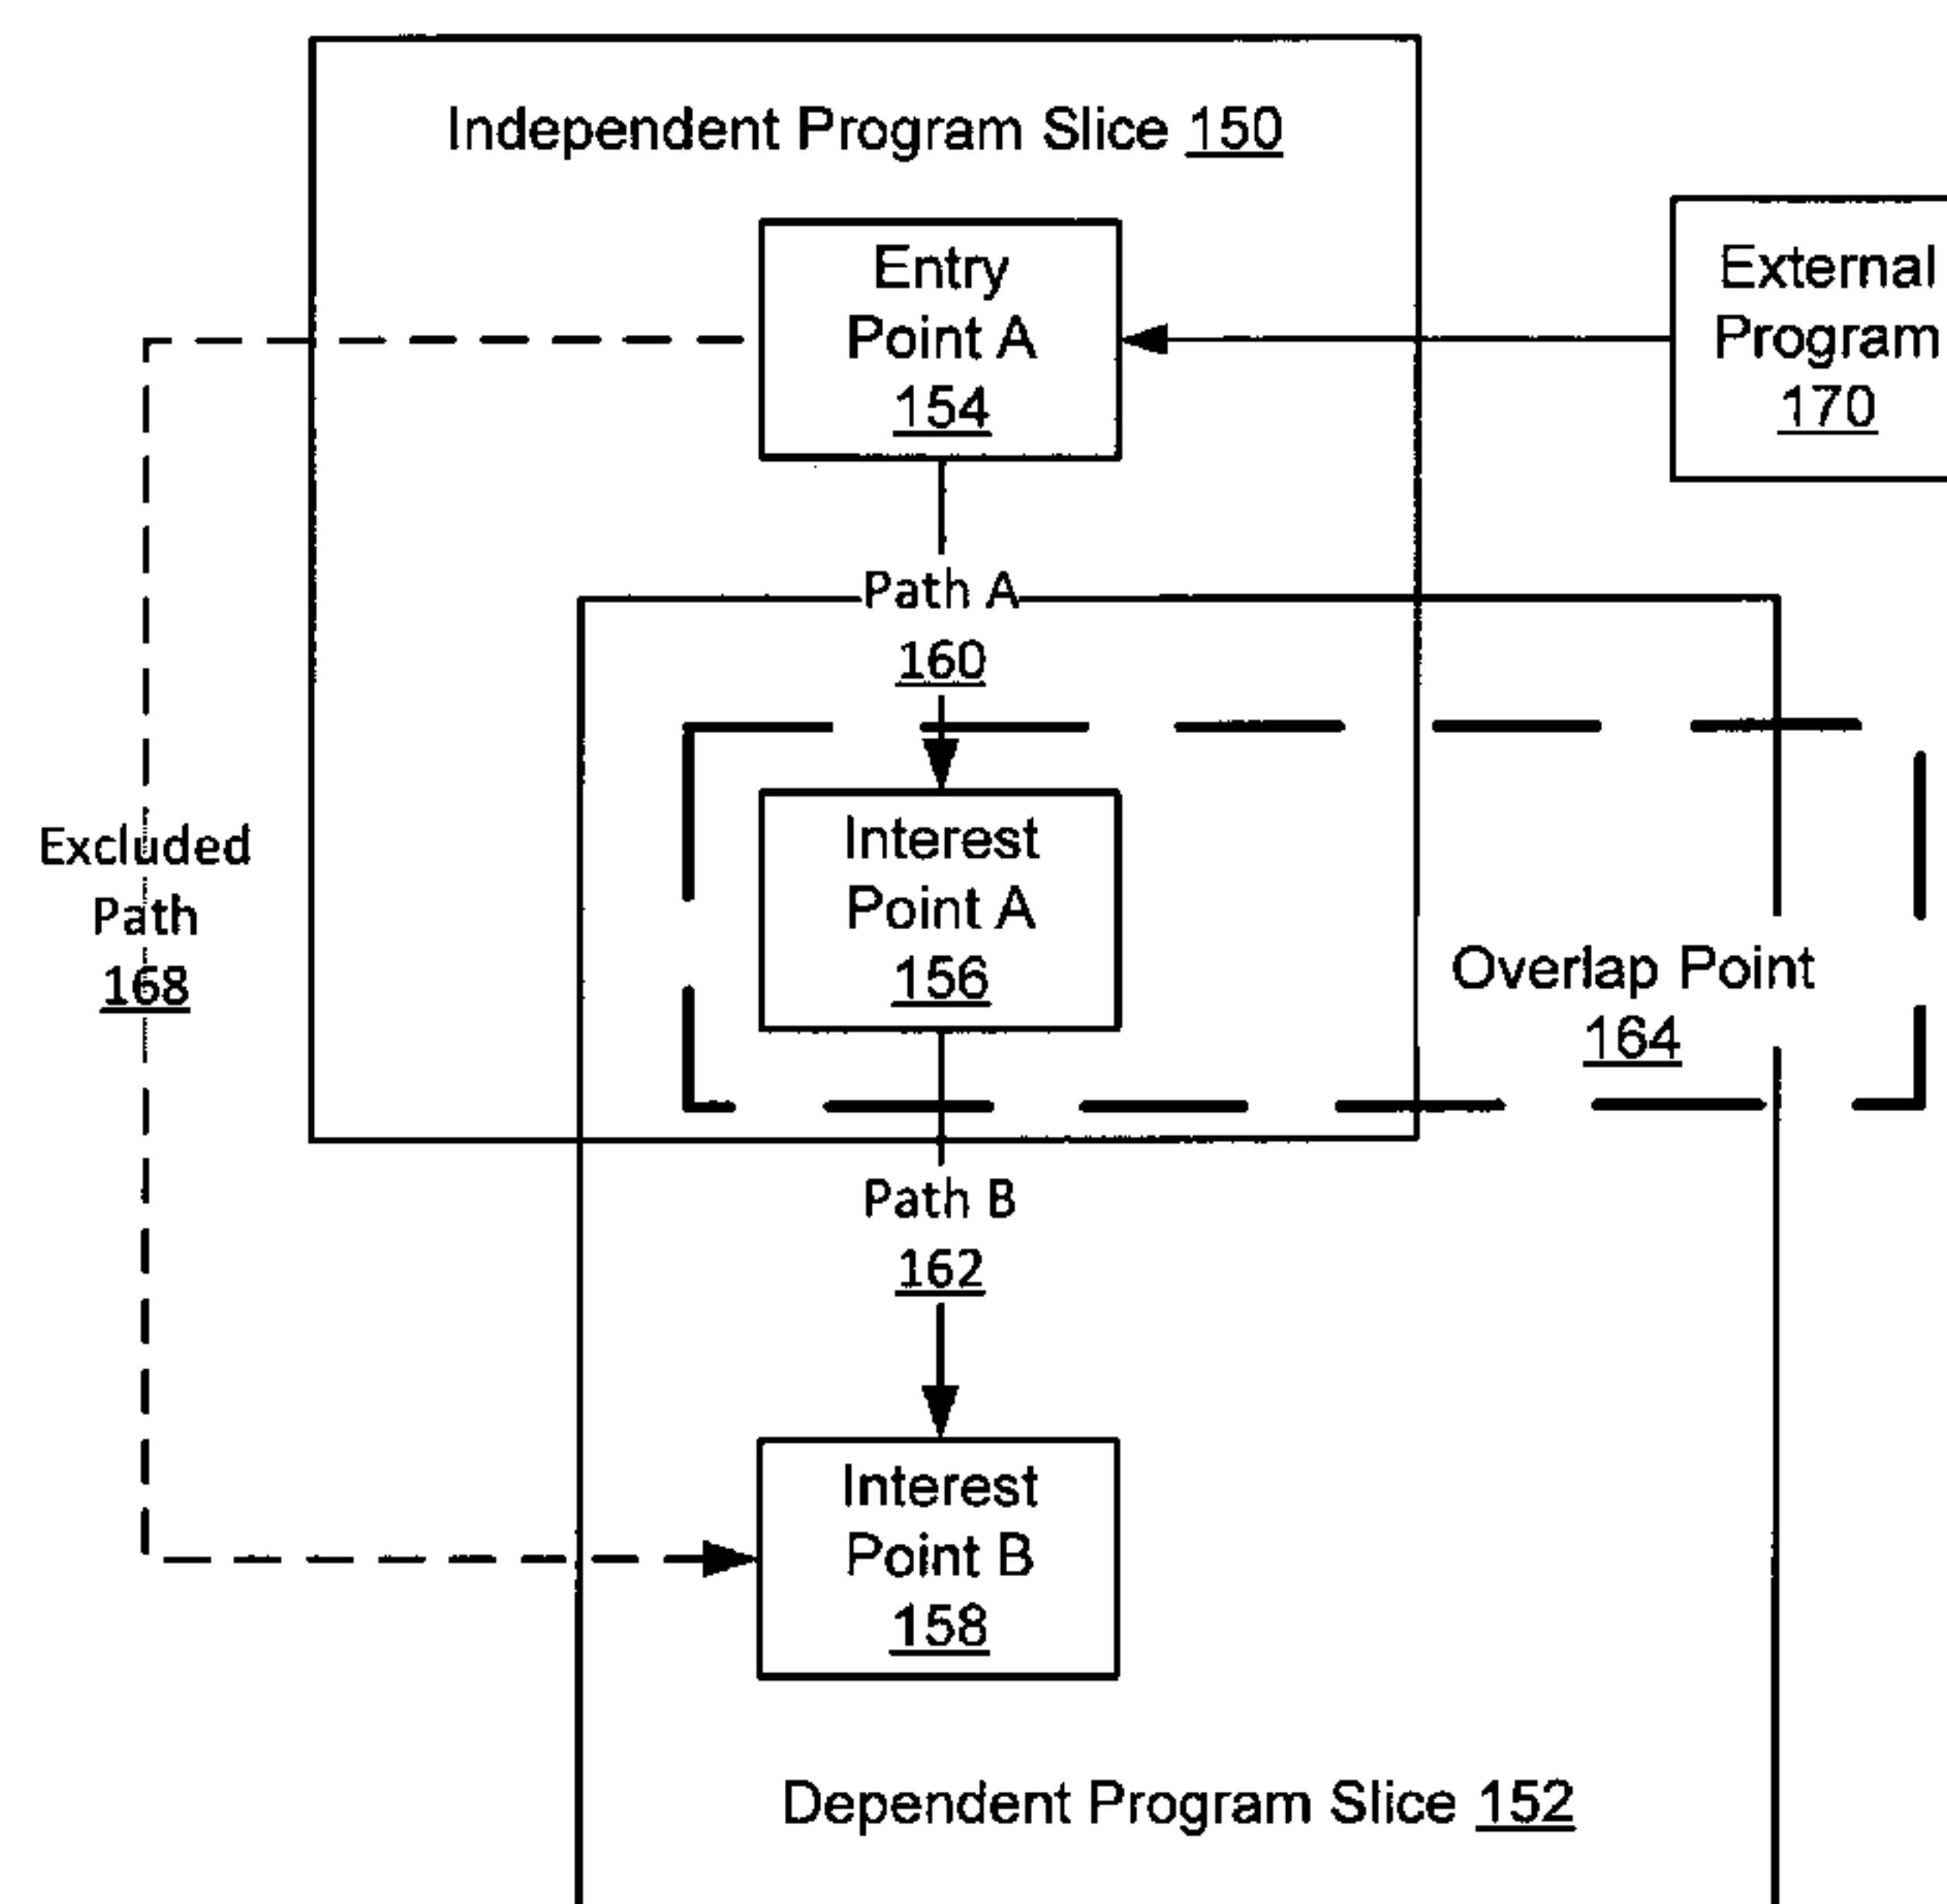 Independent Program Slice 150
Entry
Point A
154
External
Program
170
Path A
160
Interest
Point A
156
Excluded
Path
168
Overlap Point
164
Path B
162
Interest
Point B
158
Dependent Program Slice 152